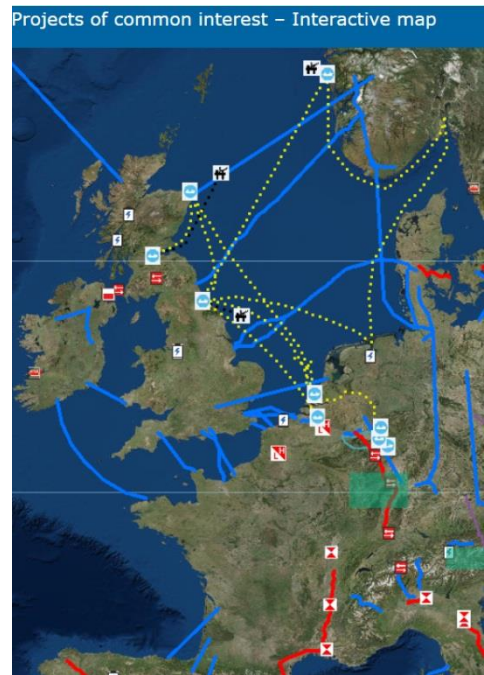 Projects of common interest – Interactive map
H
L
H
L